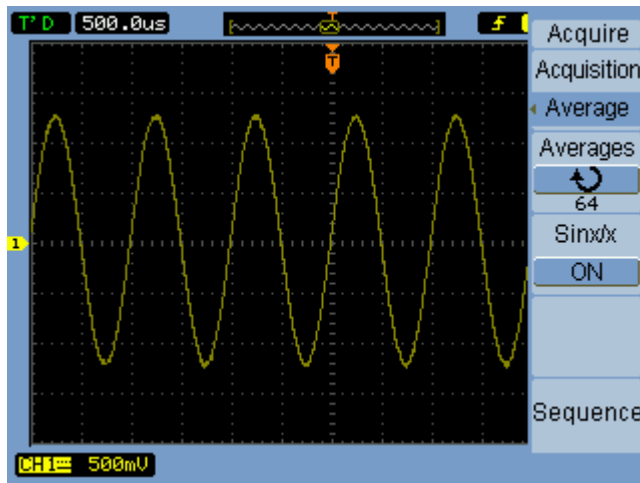 T'D 500.0us T
T
1
CH1 500mV
Acquire
Acquisition
Average
Averages
64
Sinx/x
ON
Sequence